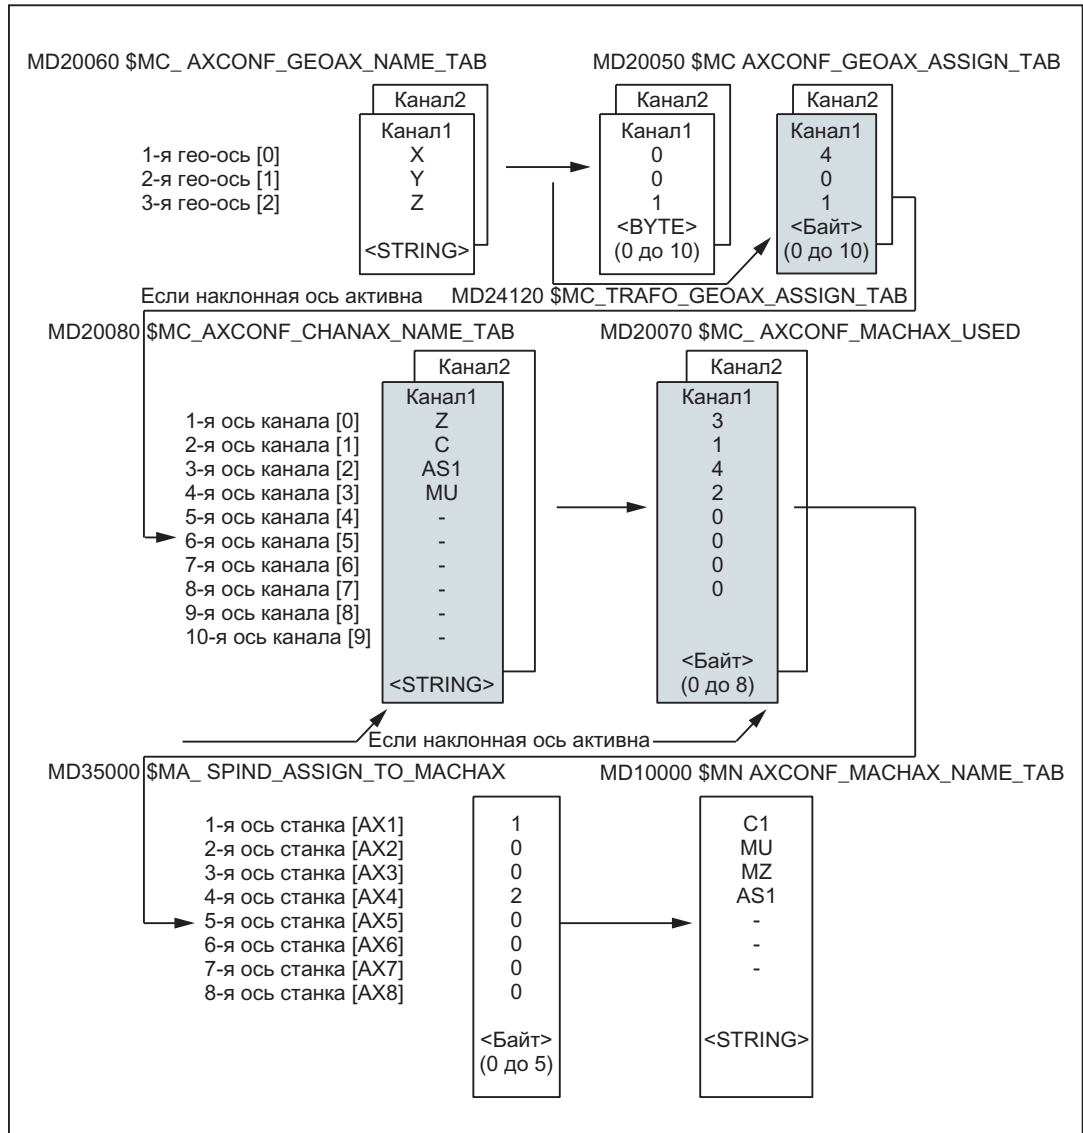 MD20060 $MC_ AXCONF_GEOAX_NAME_TAB
MD20050 $MC AXCONF_GEOAX_ASSIGN_TAB
Канал2
Канал1
1-я гео-ось [0] X
2-я гео-ось [1] Y
3-я гео-ось [2] Z
<STRING>
Канал2
Канал1
0
0
1
<BYTE>
(0 до 10)
Канал2
Канал1
4
0
1
<Байт>
(0 до 10)
Если наклонная ось активна
MD24120 $MC_TRAFO_GEOAX_ASSIGN_TAB
MD20080 $MC_AXCONF_CHANAX_NAME_TAB
MD20070 $MC_ AXCONF_MACHAX_USED
Канал2
Канал1
1-я ось канала [0] Z
2-я ось канала [1] C
3-я ось канала [2] AS1
4-я ось канала [3] MU
5-я ось канала [4] -
6-я ось канала [5] -
7-я ось канала [6] -
8-я ось канала [7] -
9-я ось канала [8] -
10-я ось канала [9] -
<STRING>
Канал2
Канал1
3
1
4
2
0
0
0
0
<Байт>
(0 до 8)
Если наклонная ось активна
MD35000 $MA_ SPIND_ASSIGN_TO_MACHAX
MD10000 $MN AXCONF_MACHAX_NAME_TAB
1-я ось станка [AX1] 1
2-я ось станка [AX2] 0
3-я ось станка [AX3] 0
4-я ось станка [AX4] 2
5-я ось станка [AX5] 0
6-я ось станка [AX6] 0
7-я ось станка [AX7] 0
8-я ось станка [AX8] 0
<Байт>
(0 до 5)
C1
MU
MZ
AS1
-
-
-
<STRING>